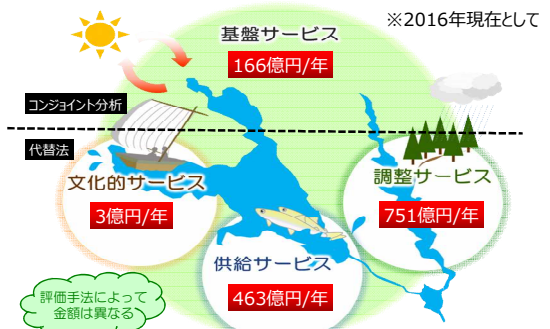 ※2016年現在として
基盤サービス
166億円/年
コンジョイント分析
代替法
文化的サービス
3億円/年
調整サービス
751億円/年
供給サービス
463億円/年
評価手法によって
金額は異なる